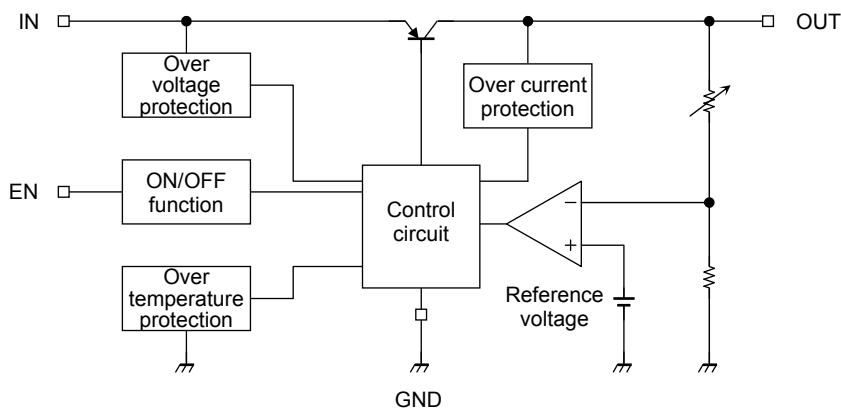 IN
OUT
Over
voltage
protection
Over current
protection
EN
ON/OFF
function
Control
circuit
−
+
Over
temperature
protection
Reference
voltage
GND